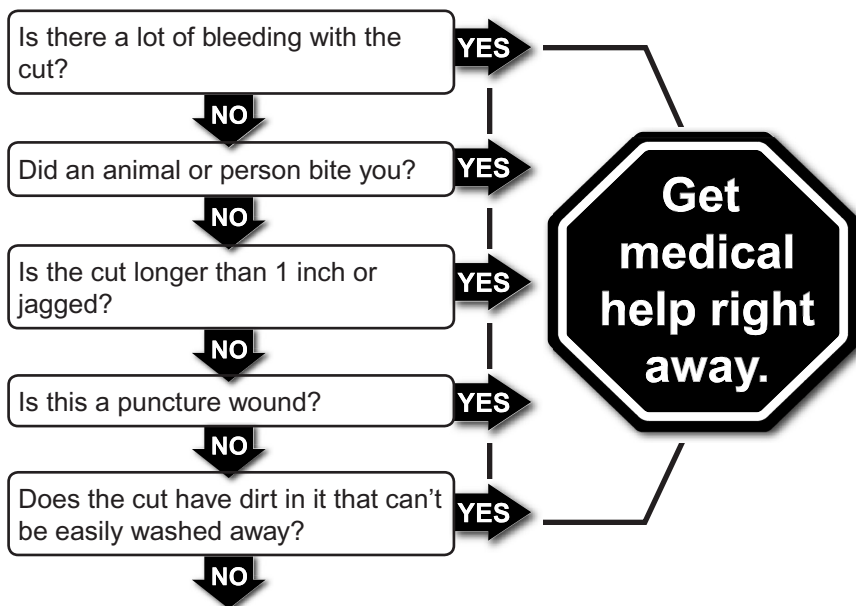 Is there a lot of bleeding with the
cut?
YES
NO
Did an animal or person bite you?
YES
NO
Is the cut longer than 1 inch or
jagged?
YES
NO
Is this a puncture wound?
YES
NO
Does the cut have dirt in it that can’t
be easily washed away?
YES
NO
Get
medical
help right
away.